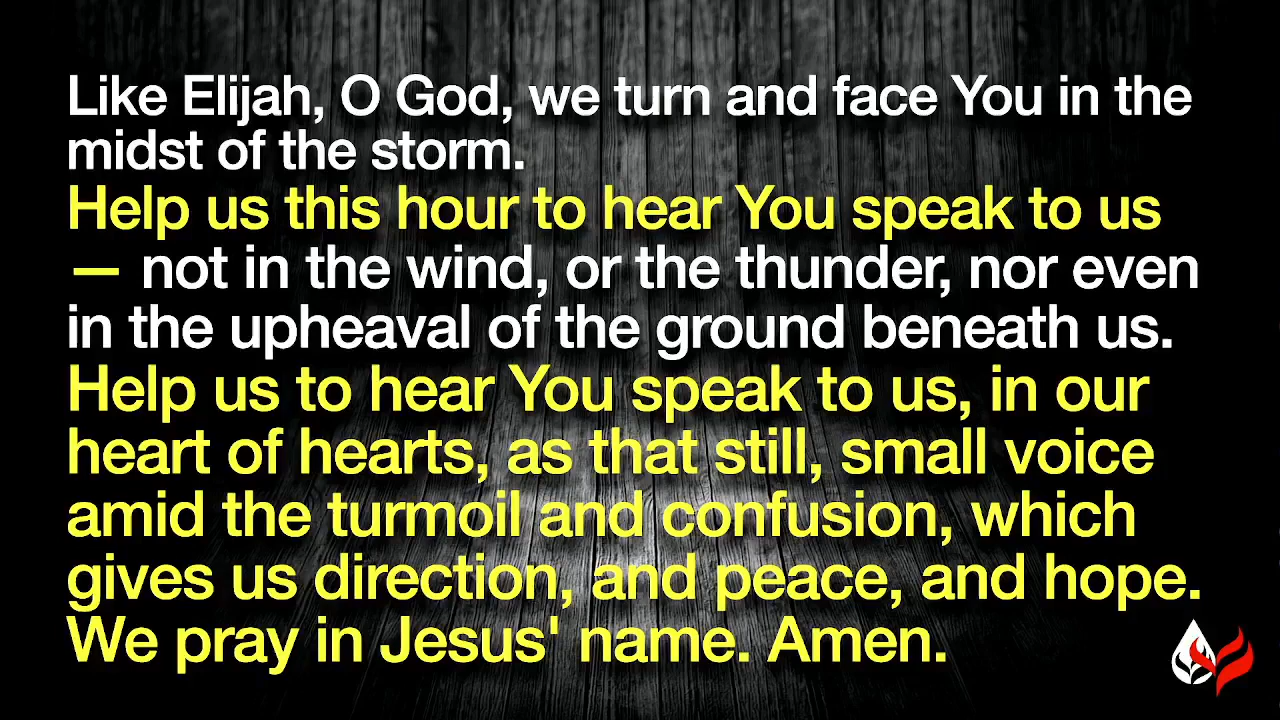 Like Elijah, O God, we turn and face You in the
midst of the storm.
Help us this hour to hear You speak to us
— not in the wind, or the thunder, nor even
in the upheaval of the ground beneath us.
Help us to hear You speak to us, in our
heart of hearts, as that still, small voice
amid the turmoil and confusion, which
gives us direction, and peace, and hope.
We pray in Jesus' name. Amen.